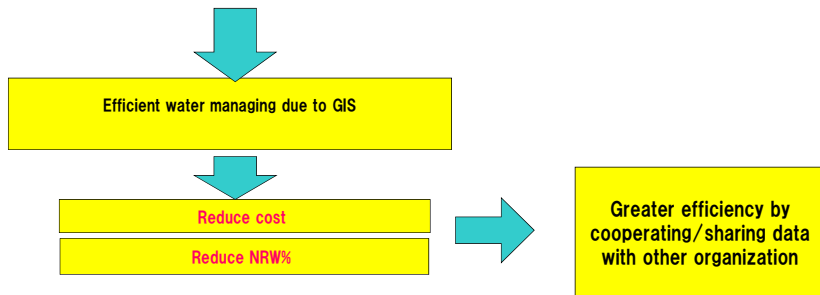 Efficient water managing due to GIS
Reduce cost
Reduce NRW%
Greater efficiency by
cooperating/sharing data
with other organization